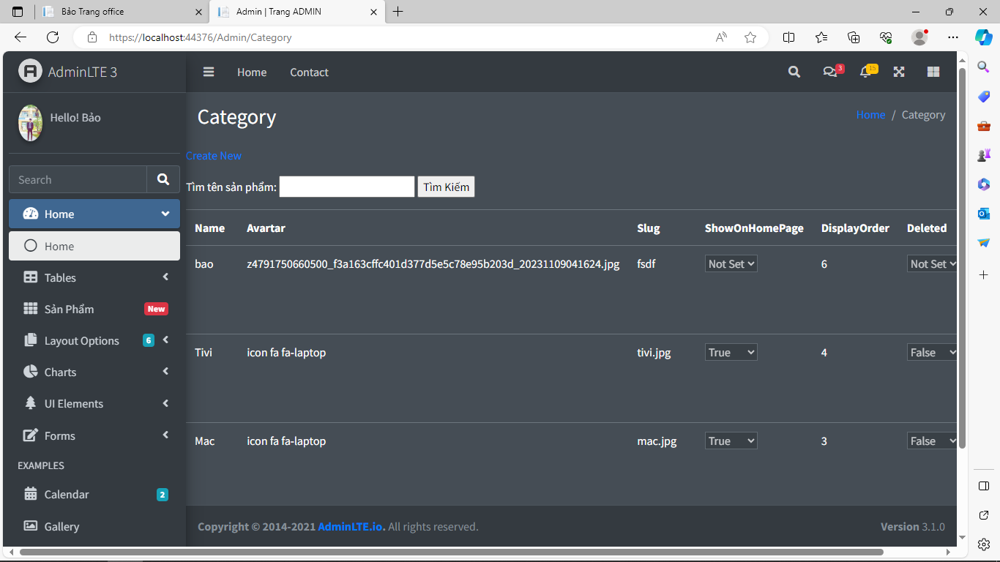 Bảo Trang office
Admin | Trang ADMIN
https://localhost:44376/Admin/Category
AdminLTE 3
Home
Contact
3
15
Hello! Bảo
Category
Home / Category
Create New
Search
Tìm tên sản phẩm:
Tìm Kiếm
Home
Home
Tables
Sản Phẩm New
Layout Options 6
Charts
UI Elements
Forms
EXAMPLES
Calendar 2
Gallery
Name Avartar Slug ShowOnHomePage DisplayOrder Deleted
bao z4791750660500_f3a163cffc401d377d5e5c78e95b203d_20231109041624.jpg fsdf Not Set 6 Not Set
Tivi icon fa fa-laptop tivi.jpg True 4 False
Mac icon fa fa-laptop mac.jpg True 3 False
Copyright © 2014-2021 AdminLTE.io. All rights reserved.
Version 3.1.0